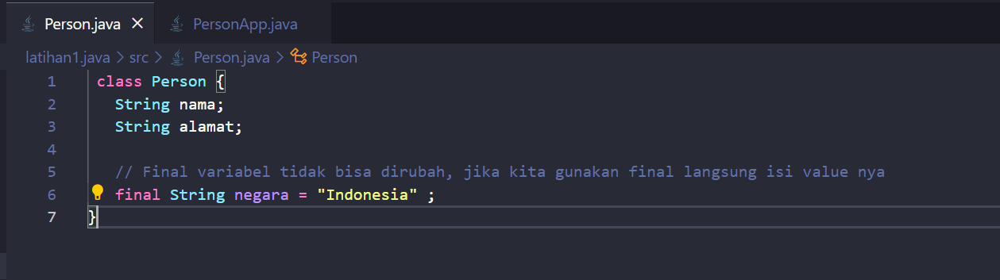 Person.java PersonApp.java
latihan1.java > src > Person.java > Person
1 class Person {
2 String nama;
3 String alamat;
4
5 // Final variabel tidak bisa dirubah, jika kita gunakan final langsung isi value nya
6 final String negara = "Indonesia" ;
7 }